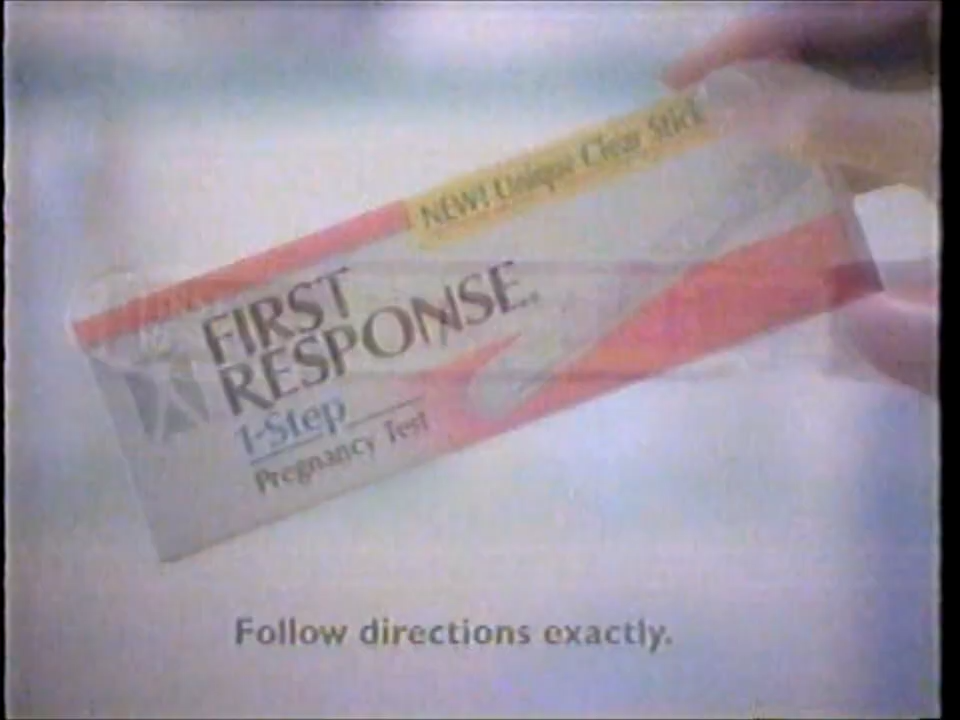 NEW! Unique Clear Stick
FIRST
RESPONSE.
1-Step
Pregnancy Test
Follow directions exactly.